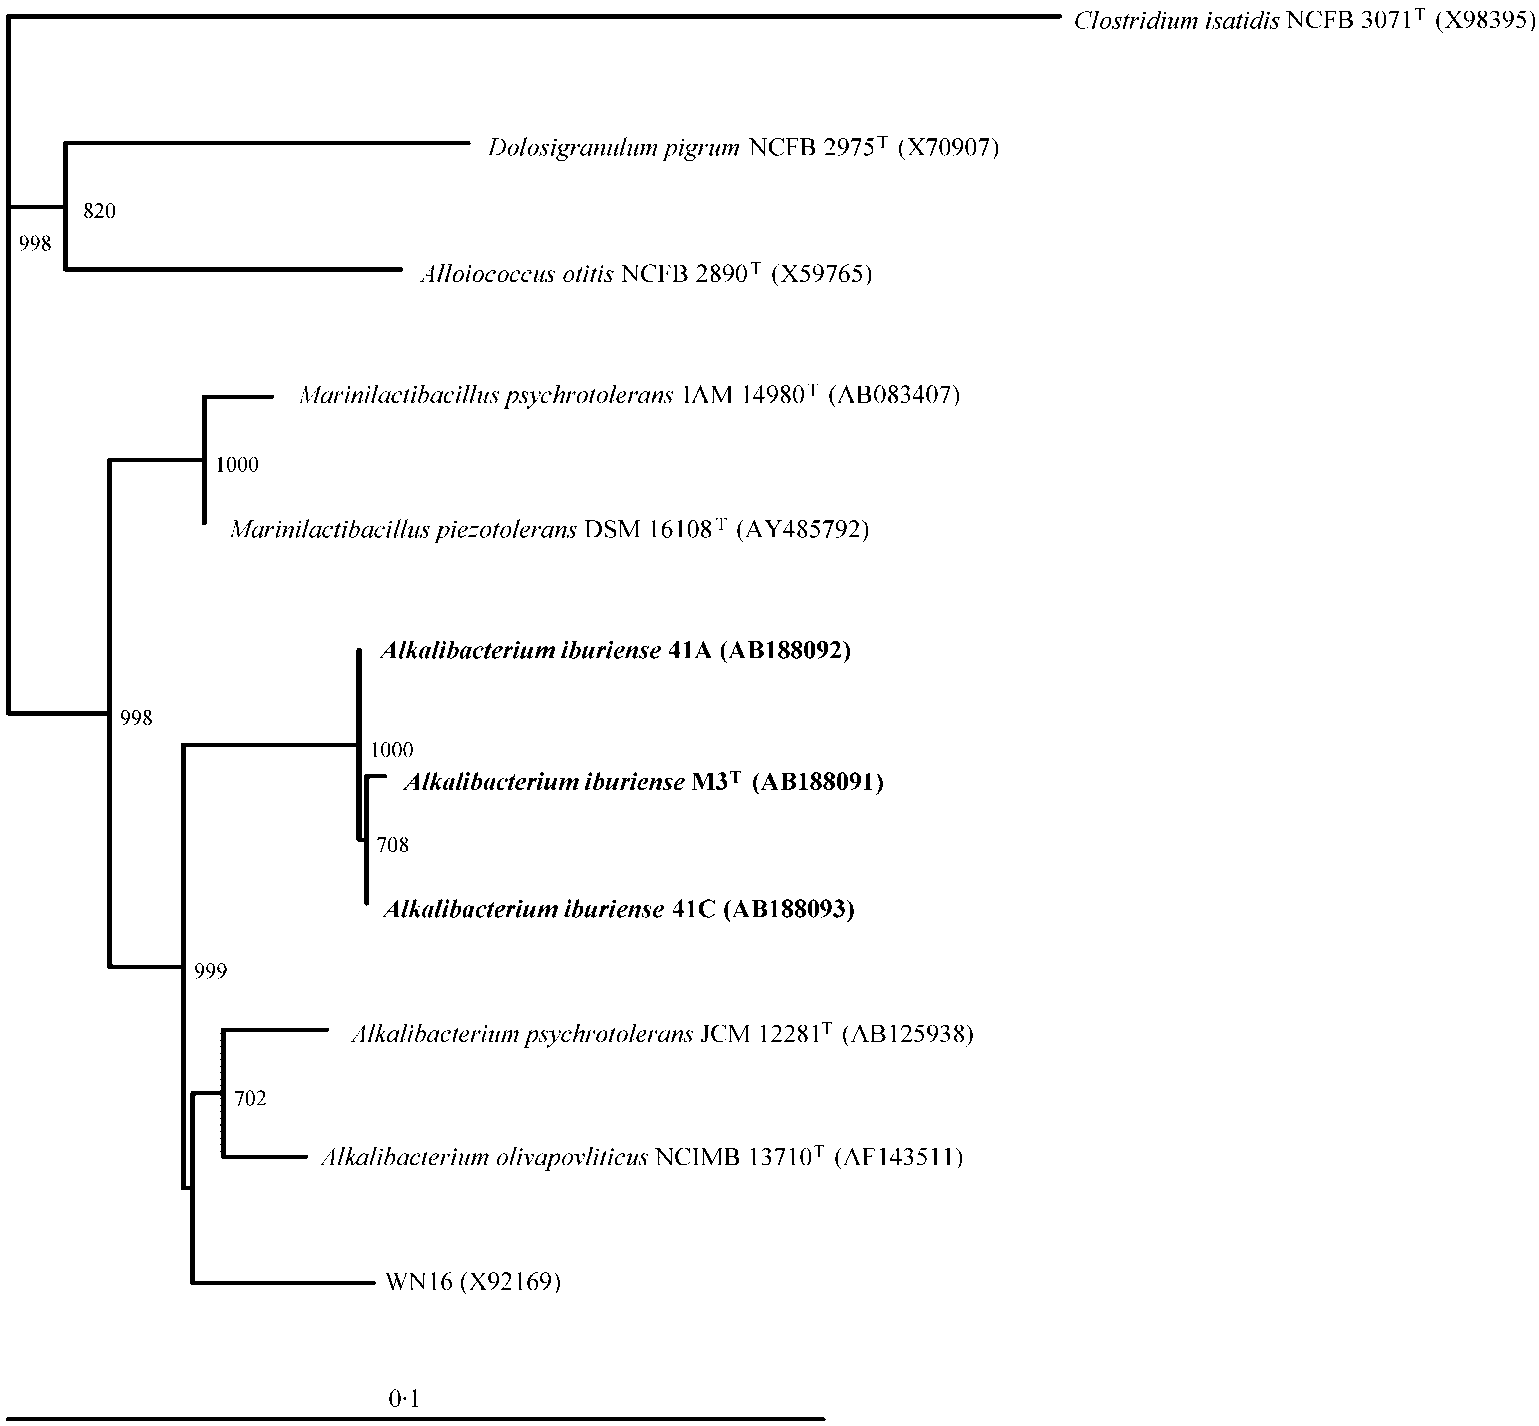 Clostridium isatidis NCFB 3071ᵀ (X98395)
Dolosigranulum pigrum NCFB 2975ᵀ (X70907)
820
998
Alloiococcus otitis NCFB 2890ᵀ (X59765)
Marinilactibacillus psychrotolerans IAM 14980ᵀ (AB083407)
1000
Marinilactibacillus piezotolerans DSM 16108ᵀ (AY485792)
Alkalibacterium iburiense 41A (AB188092)
998
1000
Alkalibacterium iburiense M3ᵀ (AB188091)
708
Alkalibacterium iburiense 41C (AB188093)
999
Alkalibacterium psychrotolerans JCM 12281ᵀ (AB125938)
702
Alkalibacterium olivapovliticus NCIMB 13710ᵀ (AF143511)
WN16 (X92169)
0·1